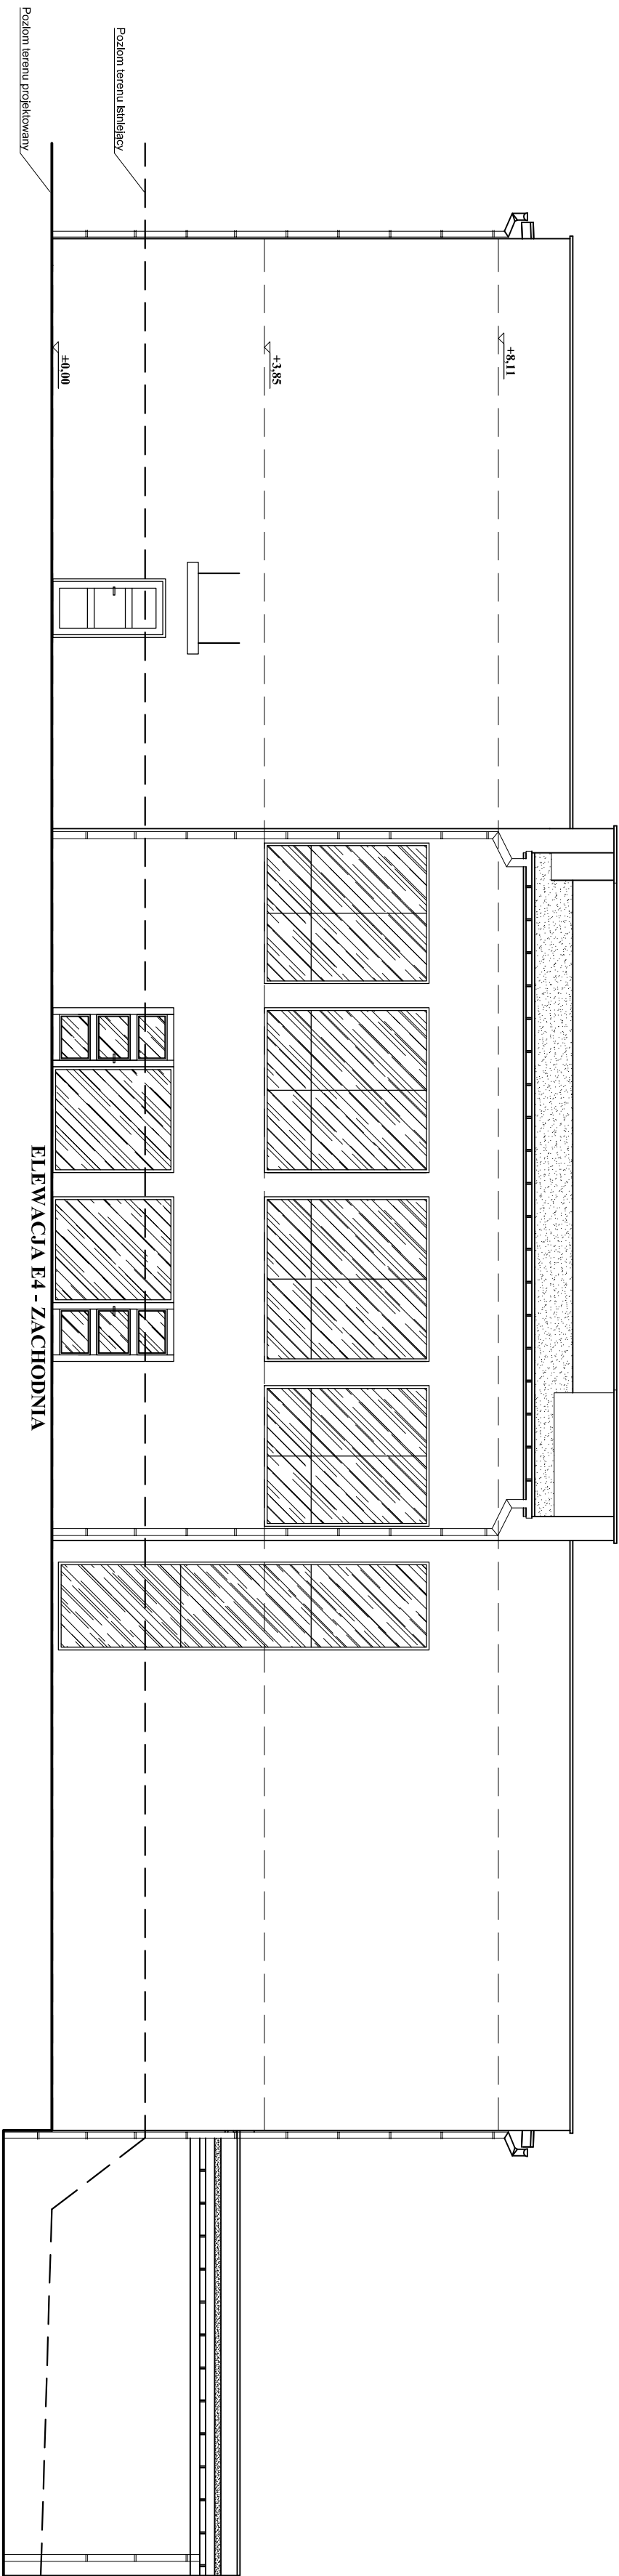 +8,11
+3,85
±0,00
Poziom terenu istniejący
Poziom terenu projektowany
ELEWACJA E4 - ZACHODNIA